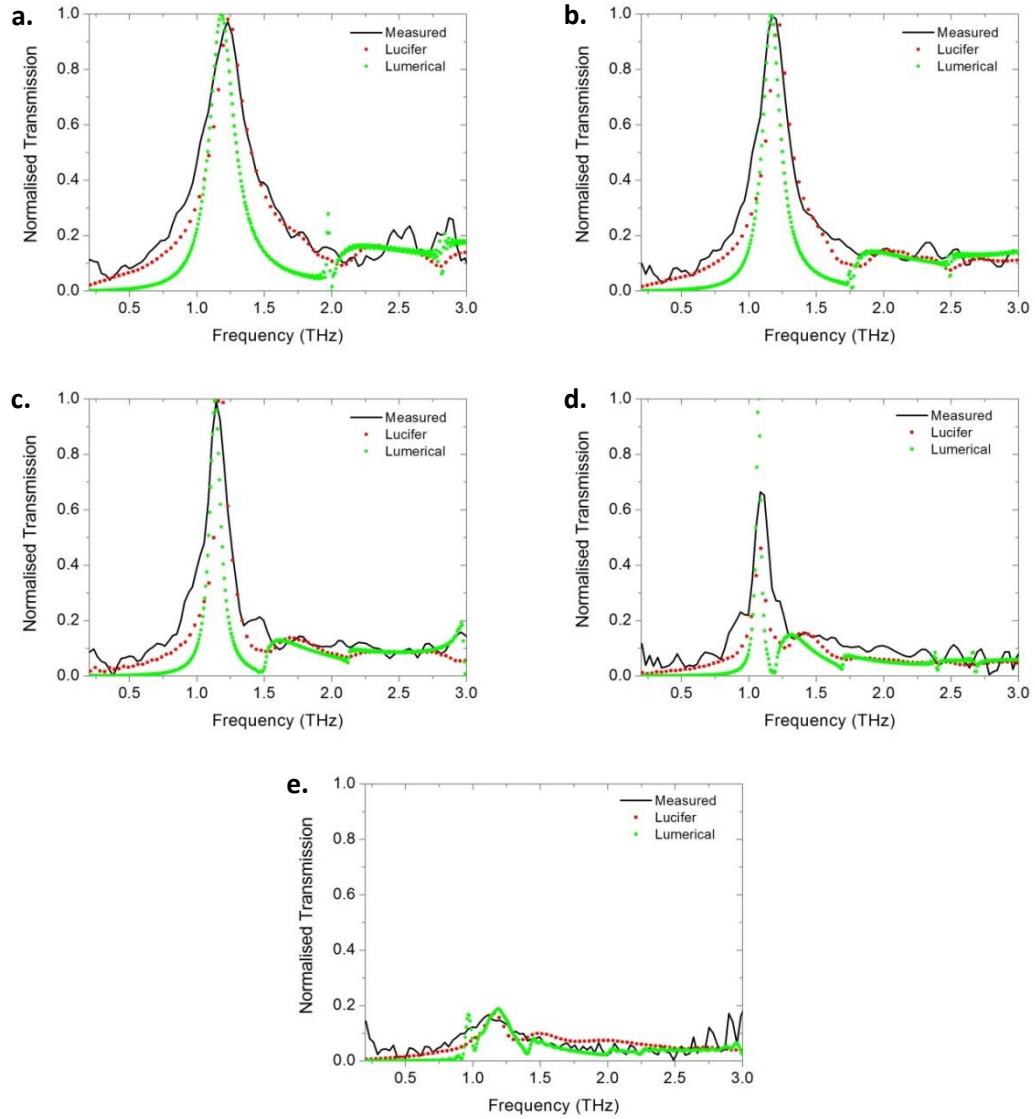 a.
1.0
0.8
0.6
0.4
0.2
0.0
Normalised Transmission
Measured
Lucifer
Lumerical
0.5 1.0 1.5 2.0 2.5 3.0
Frequency (THz)
b.
1.0
0.8
0.6
0.4
0.2
0.0
Normalised Transmission
Measured
Lucifer
Lumerical
0.5 1.0 1.5 2.0 2.5 3.0
Frequency (THz)
c.
1.0
0.8
0.6
0.4
0.2
0.0
Normalised Transmission
Measured
Lucifer
Lumerical
0.5 1.0 1.5 2.0 2.5 3.0
Frequency (THz)
d.
1.0
0.8
0.6
0.4
0.2
0.0
Normalised Transmission
Measured
Lucifer
Lumerical
0.5 1.0 1.5 2.0 2.5 3.0
Frequency (THz)
e.
1.0
0.8
0.6
0.4
0.2
0.0
Normalised Transmission
Measured
Lucifer
Lumerical
0.5 1.0 1.5 2.0 2.5 3.0
Frequency (THz)